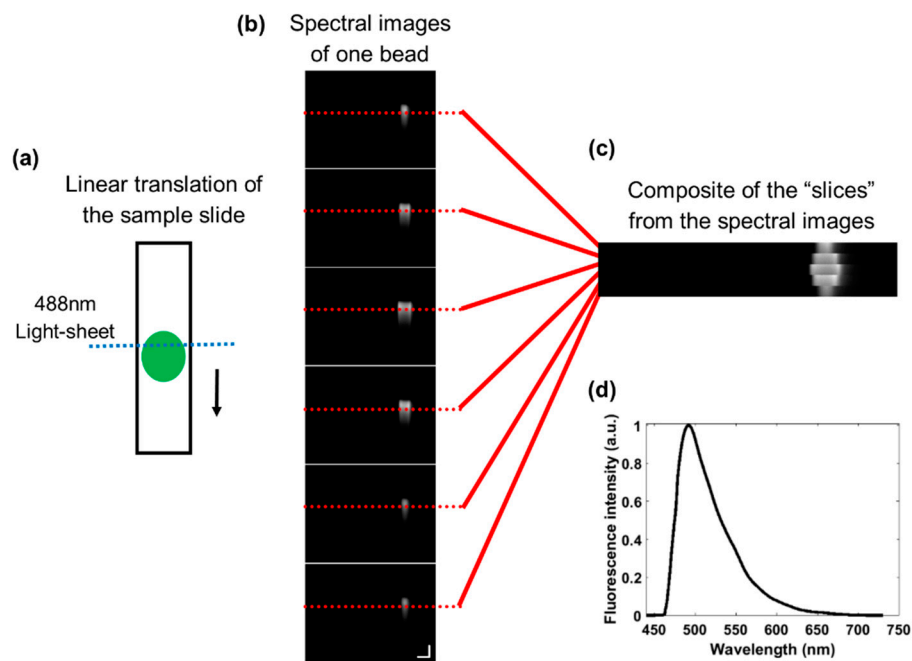 (b)
Spectral images
of one bead
(a)
Linear translation of
the sample slide
488nm
Light-sheet
(c)
Composite of the “slices”
from the spectral images
(d)
Fluorescence intensity (a.u.)
1
0.8
0.6
0.4
0.2
0
450 500 550 600 650 700 750
Wavelength (nm)